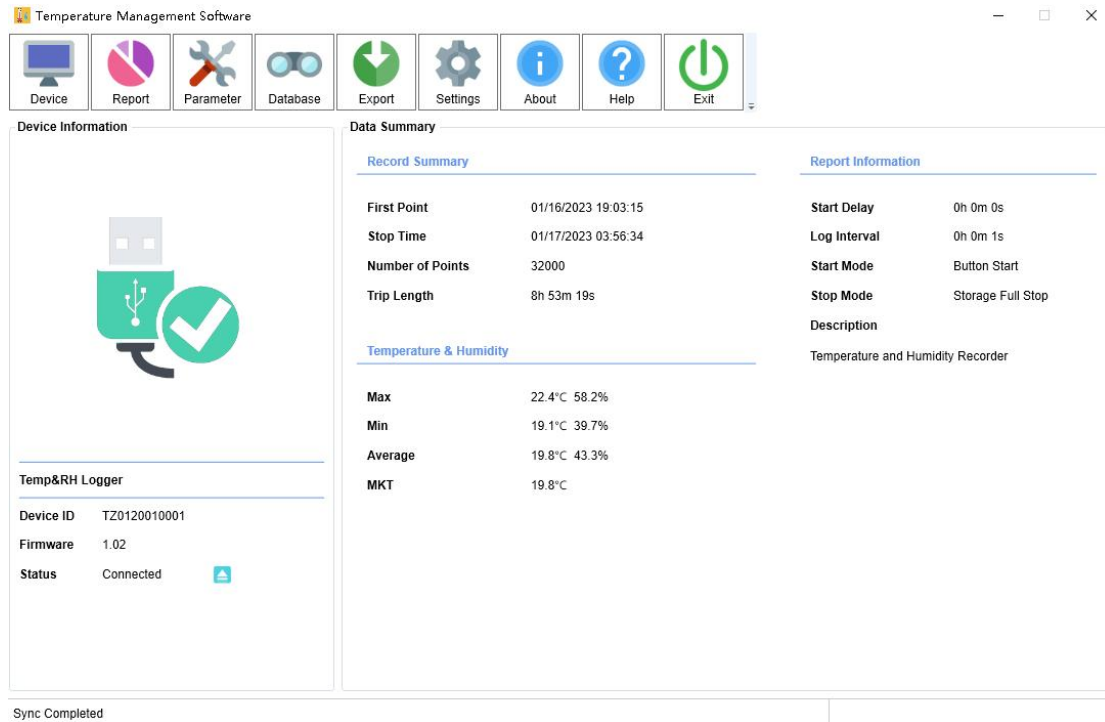 Temperature Management Software
Device Report Parameter Database Export Settings About Help Exit
Device Information
Temp&RH Logger
Device ID TZ0120010001
Firmware 1.02
Status Connected
Data Summary
Record Summary
First Point 01/16/2023 19:03:15
Stop Time 01/17/2023 03:56:34
Number of Points 32000
Trip Length 8h 53m 19s
Temperature & Humidity
Max 22.4°C 58.2%
Min 19.1°C 39.7%
Average 19.8°C 43.3%
MKT 19.8°C
Report Information
Start Delay 0h 0m 0s
Log Interval 0h 0m 1s
Start Mode Button Start
Stop Mode Storage Full Stop
Description
Temperature and Humidity Recorder
Sync Completed